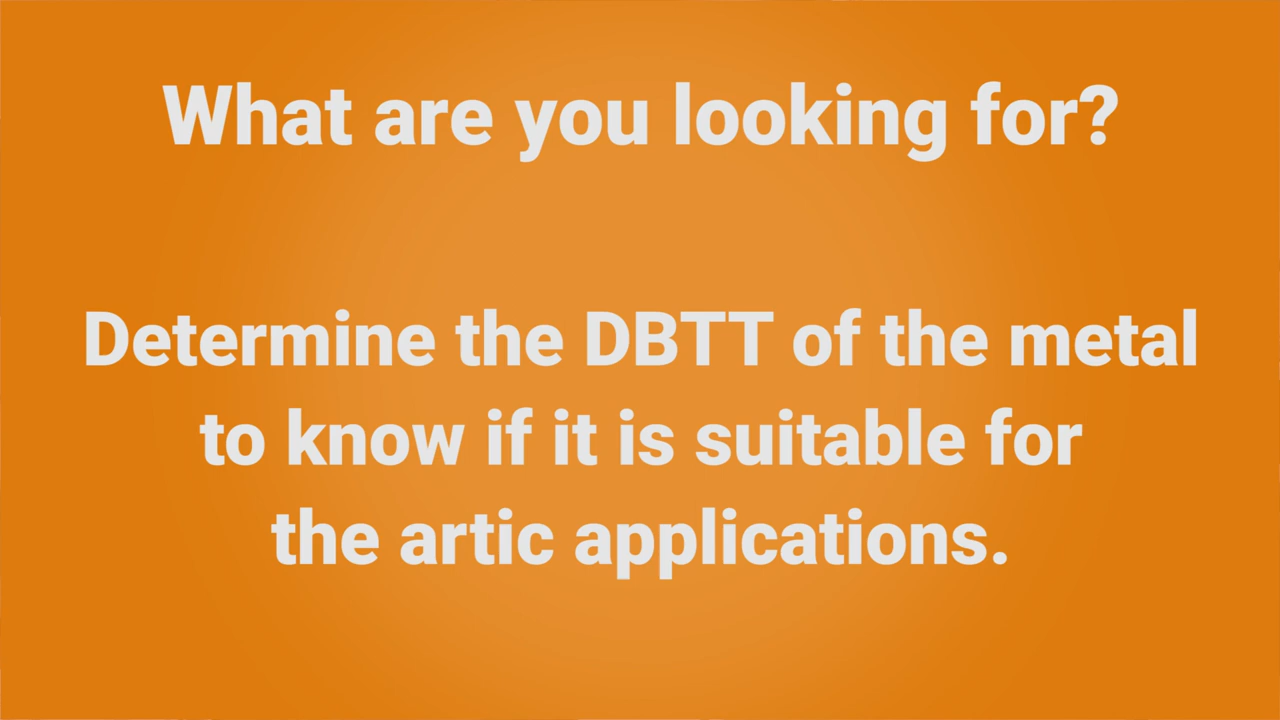 What are you looking for?
Determine the DBTT of the metal
to know if it is suitable for
the artic applications.